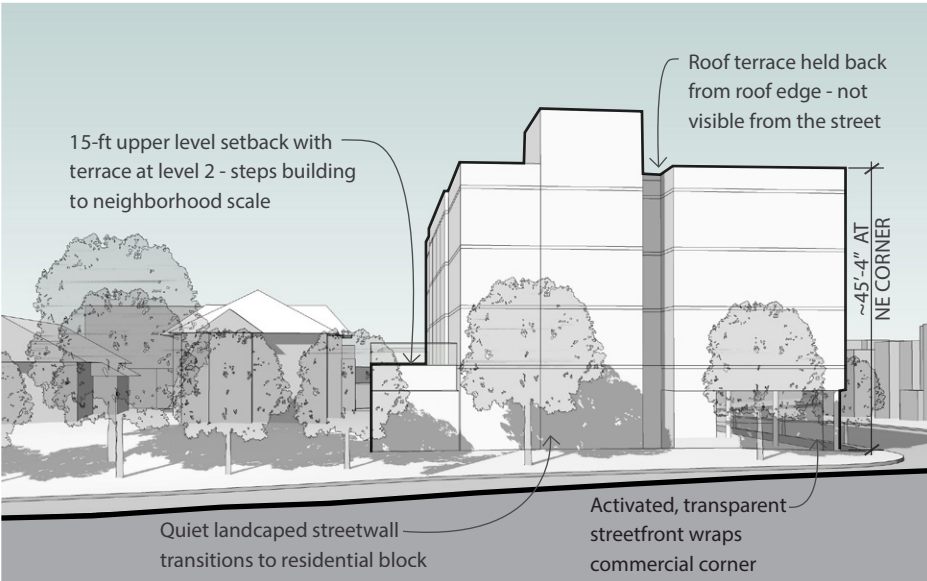 Roof terrace held back
from roof edge - not
visible from the street
15-ft upper level setback with
terrace at level 2 - steps building
to neighborhood scale
~45'-4" AT
NE CORNER
Quiet landcaped streetwall
transitions to residential block
Activated, transparent
streetfront wraps
commercial corner